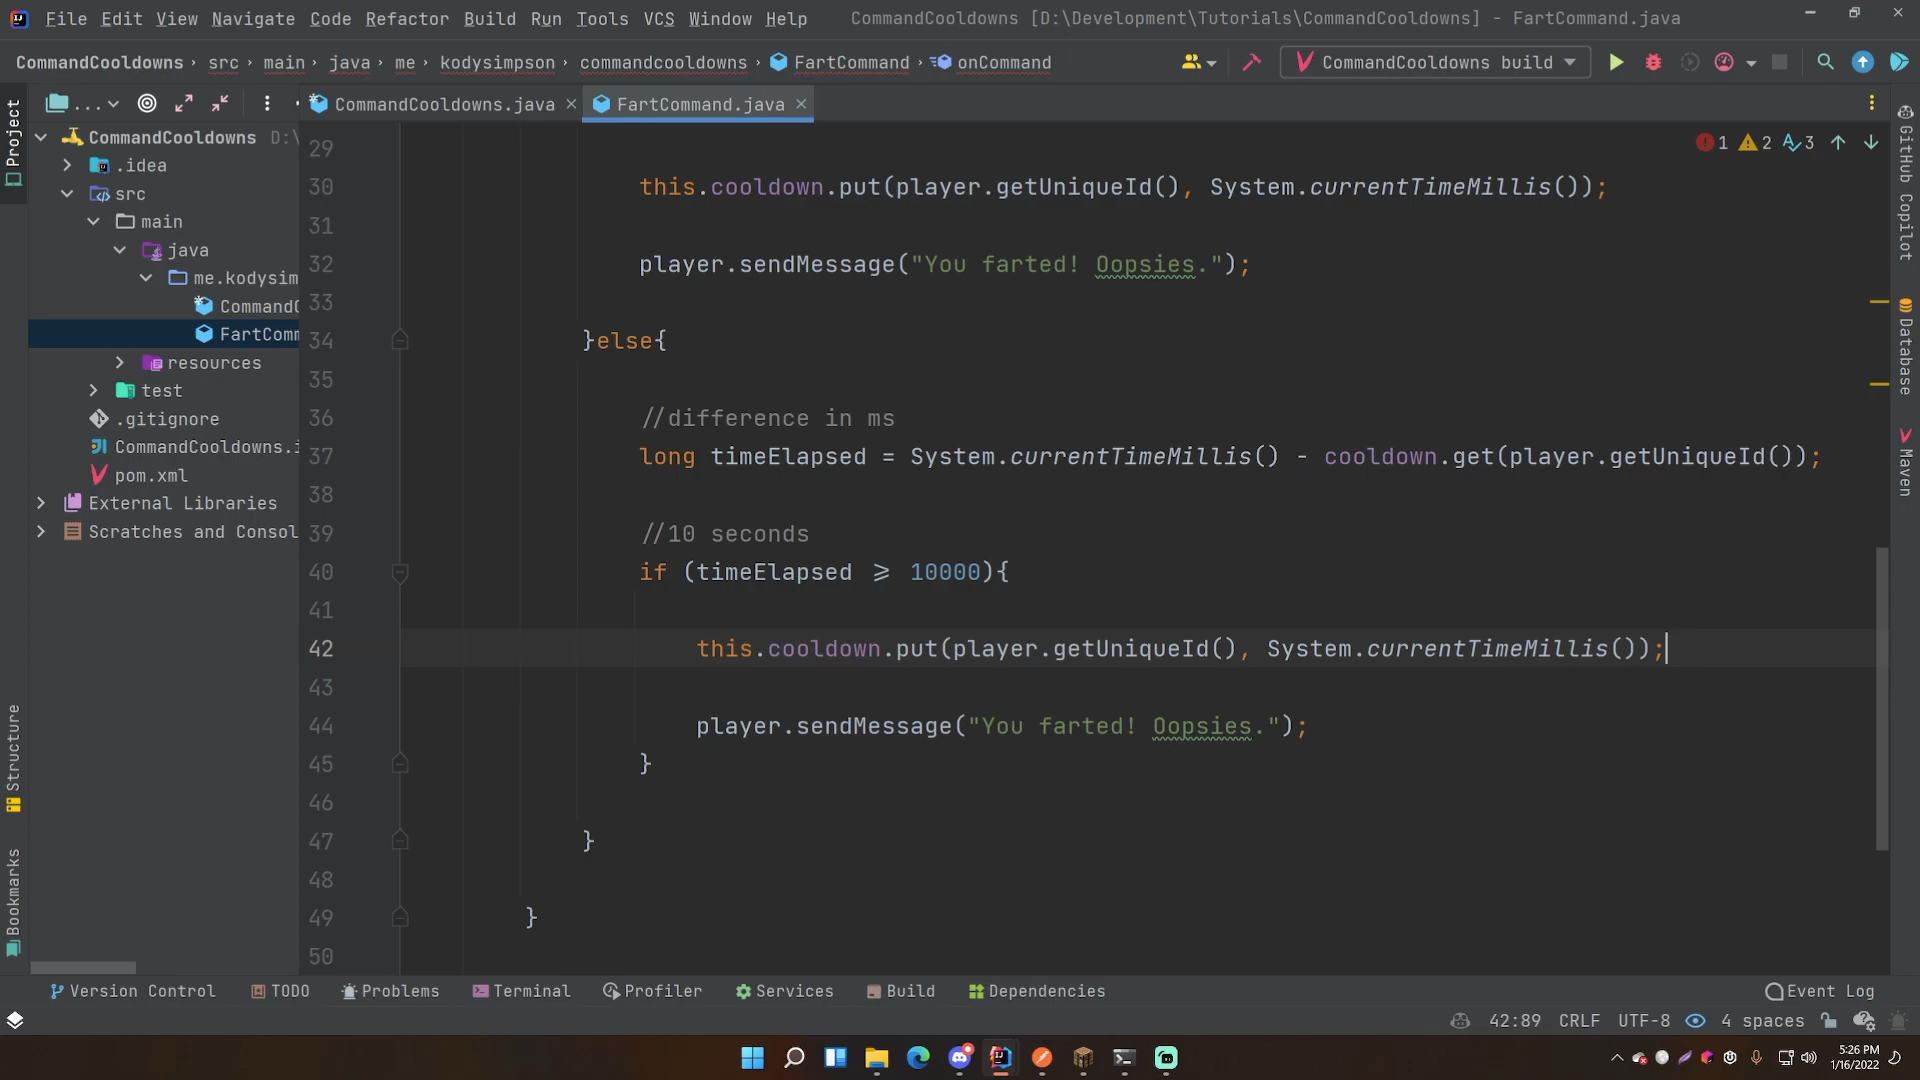 File Edit View Navigate Code Refactor Build Run Tools VCS Window Help CommandCooldowns [D:\Development\Tutorials\CommandCooldowns] - FartCommand.java
CommandCooldowns › src › main › java › me › kodysimpson › commandcooldowns › FartCommand › onCommand CommandCooldowns build
... CommandCooldowns.java FartCommand.java
Project
CommandCooldowns D:\
.idea
src
main
java
me.kodysim
CommandC
FartComm
resources
test
.gitignore
CommandCooldowns.i
pom.xml
External Libraries
Scratches and Consol
Structure
Bookmarks
1 2 3
29
30 this.cooldown.put(player.getUniqueId(), System.currentTimeMillis());
31
32 player.sendMessage("You farted! Oopsies.");
33
34 }else{
35
36 //difference in ms
37 long timeElapsed = System.currentTimeMillis() - cooldown.get(player.getUniqueId());
38
39 //10 seconds
40 if (timeElapsed ⩾ 10000){
41
42 this.cooldown.put(player.getUniqueId(), System.currentTimeMillis());
43
44 player.sendMessage("You farted! Oopsies.");
45 }
46
47 }
48
49 }
50
GitHub Copilot
Database
Maven
Version Control TODO Problems Terminal Profiler Services Build Dependencies Event Log
42:89 CRLF UTF-8 4 spaces
5:26 PM
1/16/2022